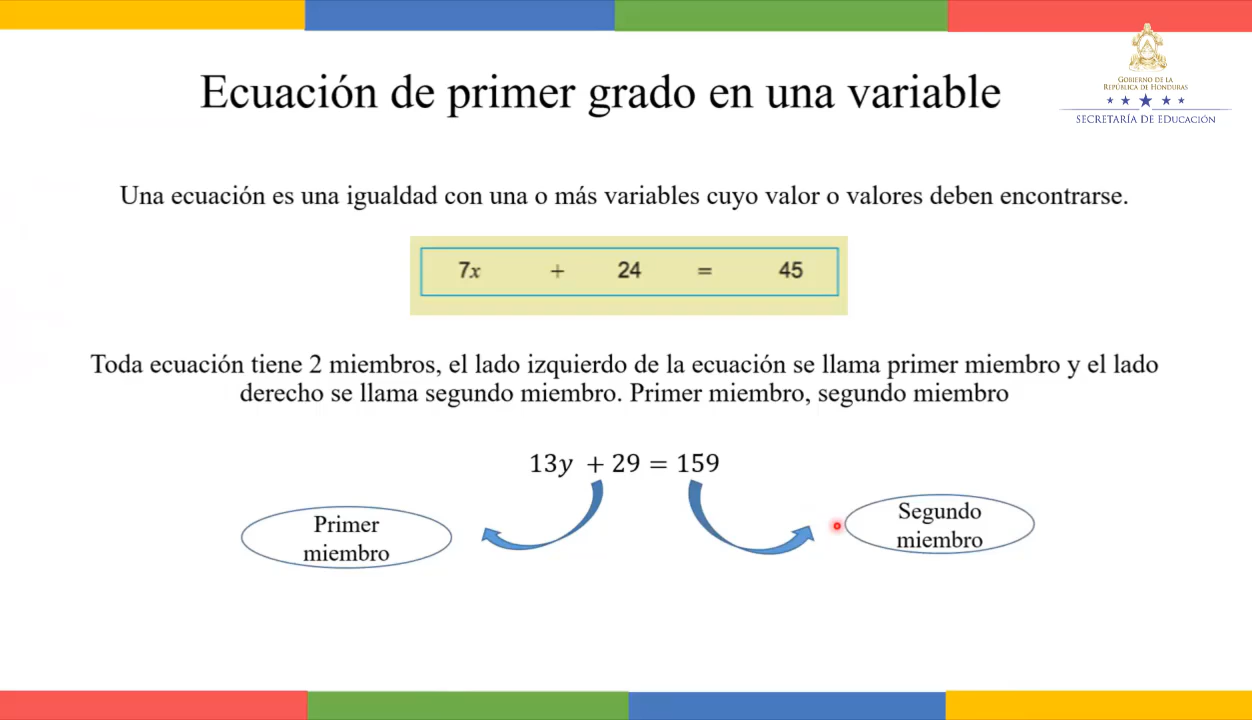 Ecuación de primer grado en una variable
GOBIERNO DE LA
REPÚBLICA DE HONDURAS
SECRETARÍA DE EDUCACIÓN
Una ecuación es una igualdad con una o más variables cuyo valor o valores deben encontrarse.
7x + 24 = 45
Toda ecuación tiene 2 miembros, el lado izquierdo de la ecuación se llama primer miembro y el lado
derecho se llama segundo miembro. Primer miembro, segundo miembro
13y + 29 = 159
Primer
miembro
Segundo
miembro